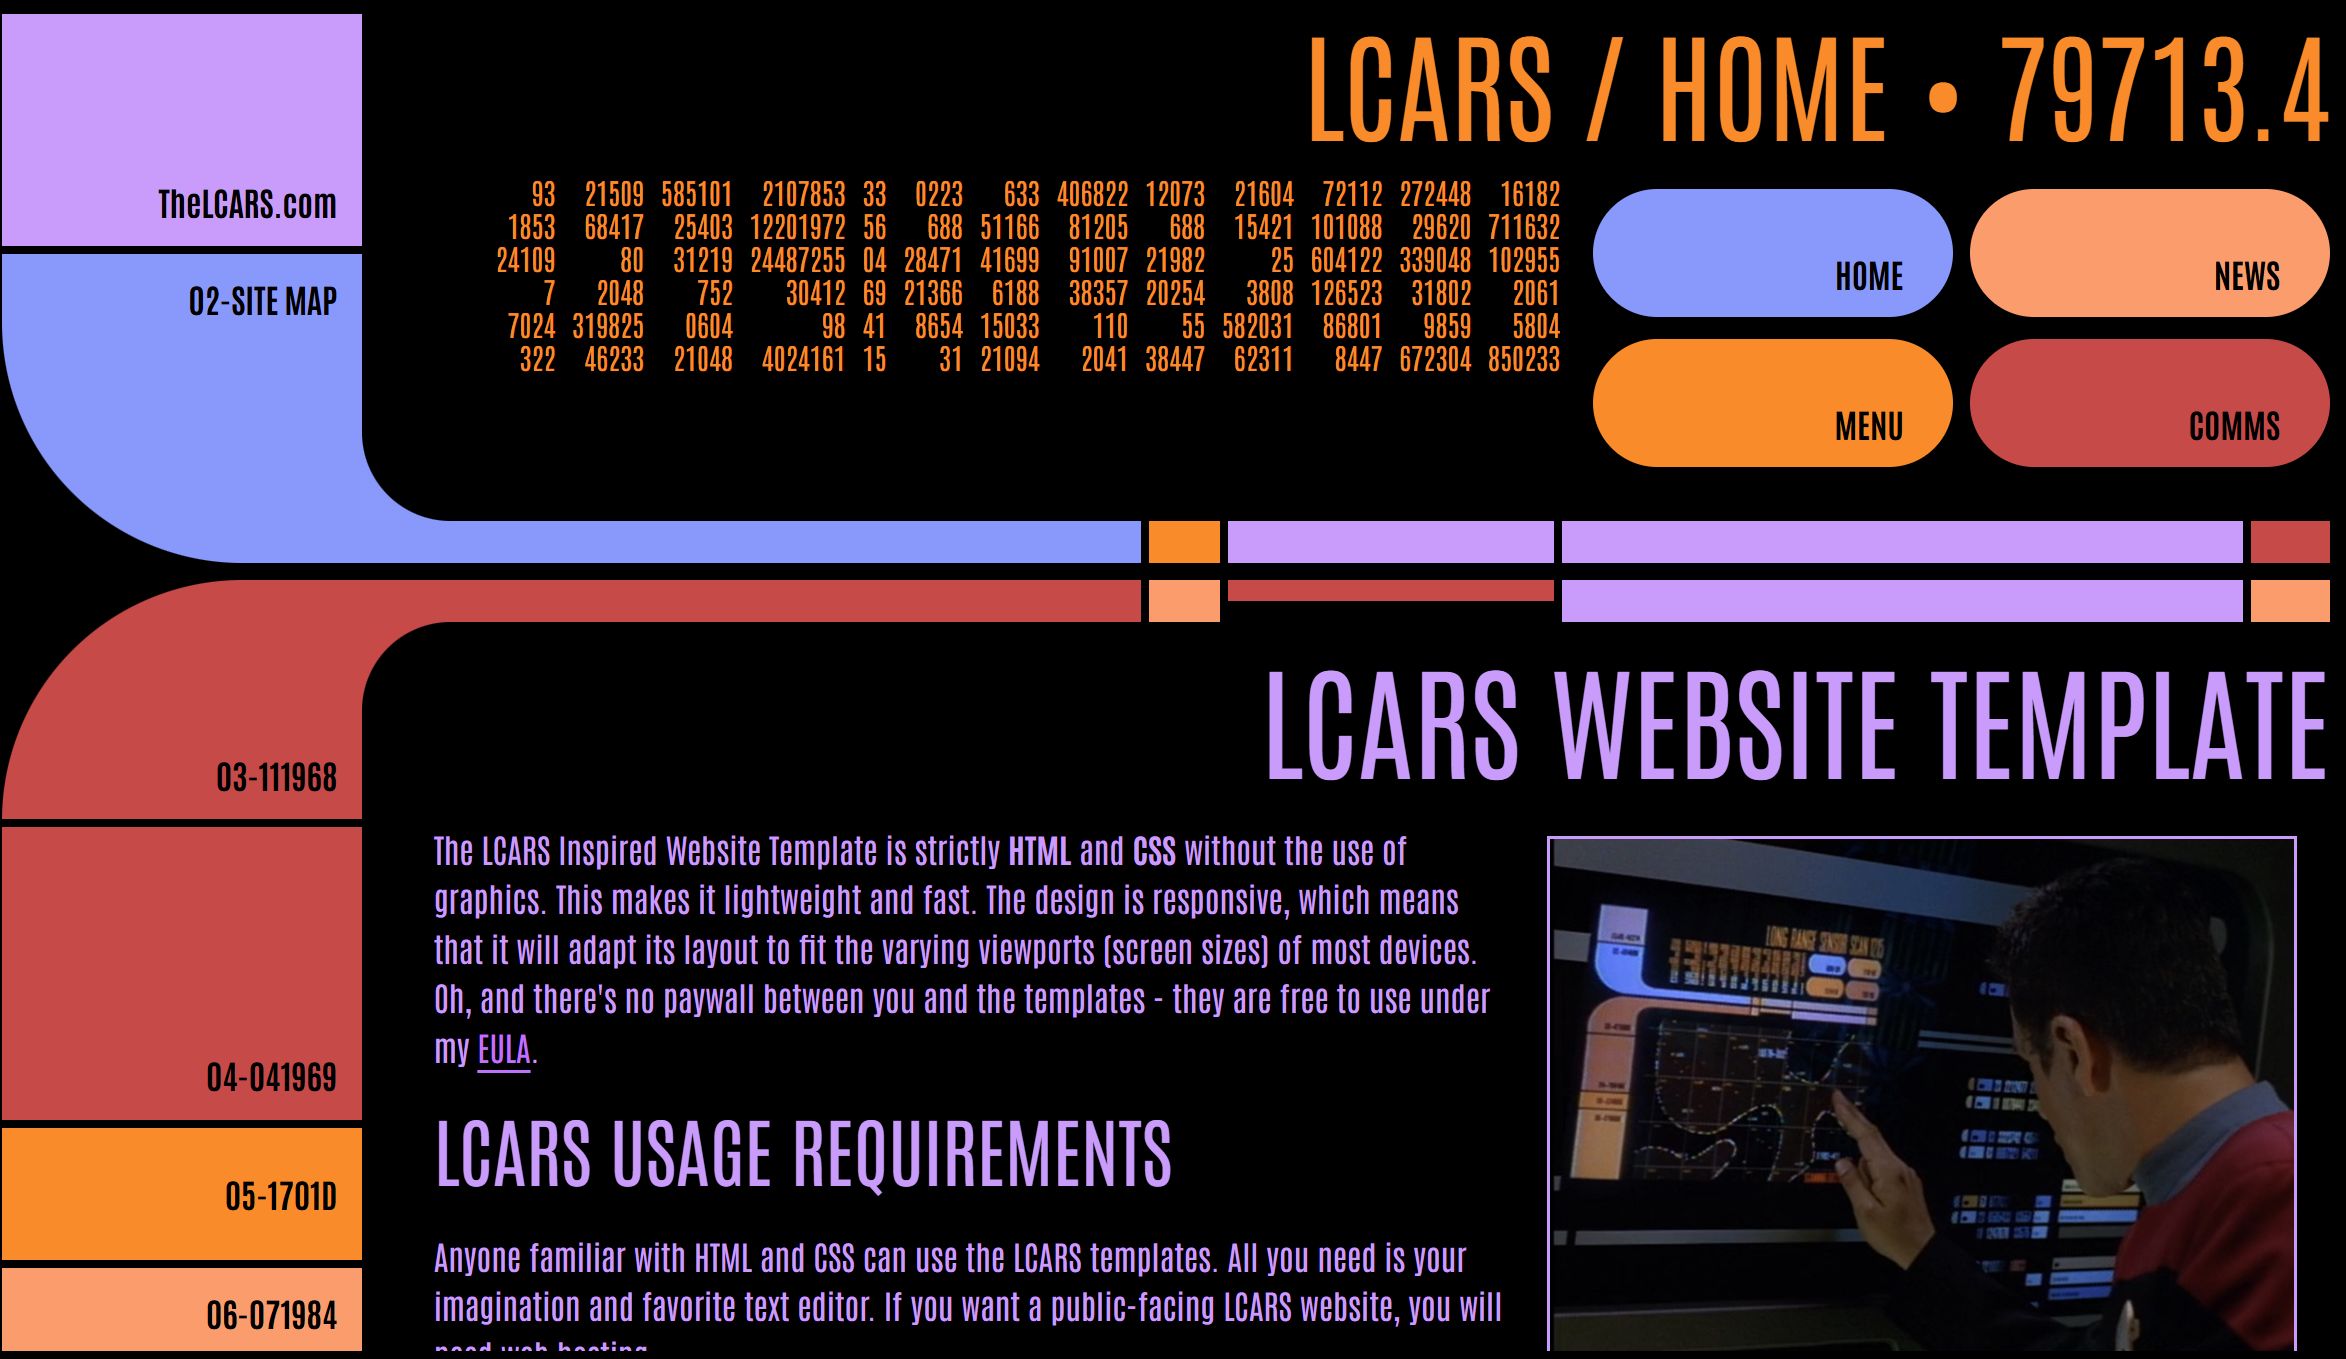 LCARS / HOME • 79713.4
TheLCARS.com
02-SITE MAP
93 21509 585101 2107853 33 0223 633 406822 12073 21604 72112 272448 16182
1853 68417 25403 12201972 56 688 51166 81205 688 15421 101088 29620 711632
24109 80 31219 24487255 04 28471 41699 91007 21982 25 604122 339048 102955
7 2048 752 30412 69 21366 6188 38357 20254 3808 126523 31802 2061
7024 319825 0604 98 41 8654 15033 110 55 582031 86801 9859 5804
322 46233 21048 4024161 15 31 21094 2041 38447 62311 8447 672304 850233
HOME
NEWS
MENU
COMMS
03-111968
04-041969
05-1701D
06-071984
LCARS WEBSITE TEMPLATE
The LCARS Inspired Website Template is strictly HTML and CSS without the use of
graphics. This makes it lightweight and fast. The design is responsive, which means
that it will adapt its layout to fit the varying viewports (screen sizes) of most devices.
Oh, and there's no paywall between you and the templates - they are free to use under
my EULA.
LCARS USAGE REQUIREMENTS
Anyone familiar with HTML and CSS can use the LCARS templates. All you need is your
imagination and favorite text editor. If you want a public-facing LCARS website, you will
need web hosting.
LONG RANGE SENSOR SCAN